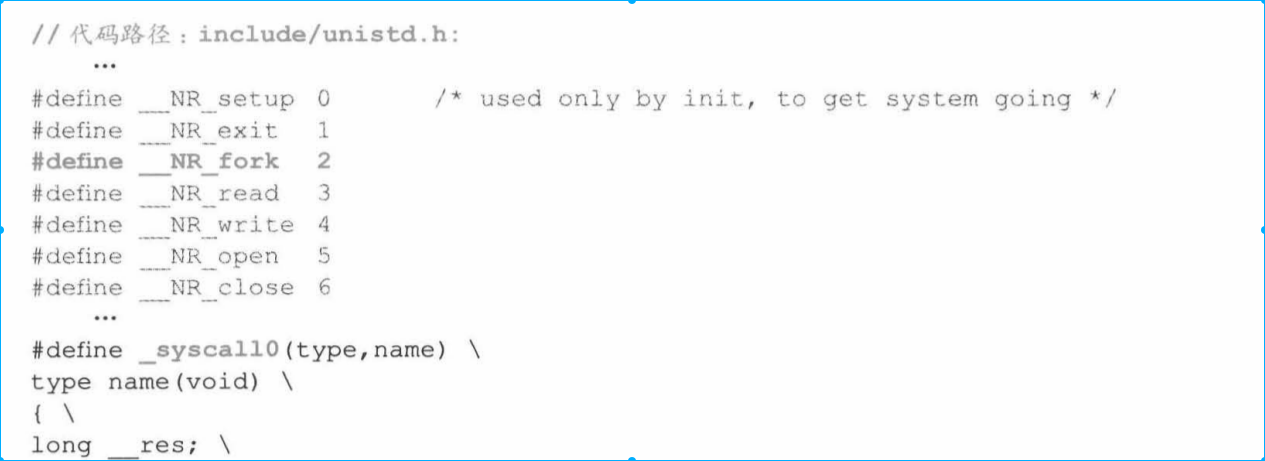 // 代码路径：include/unistd.h:
…
#define __NR_setup 0 /* used only by init, to get system going */
#define __NR_exit 1
#define __NR_fork 2
#define __NR_read 3
#define __NR_write 4
#define __NR_open 5
#define __NR_close 6
…
#define _syscall0(type,name) \
type name(void) \
{ \
long __res; \